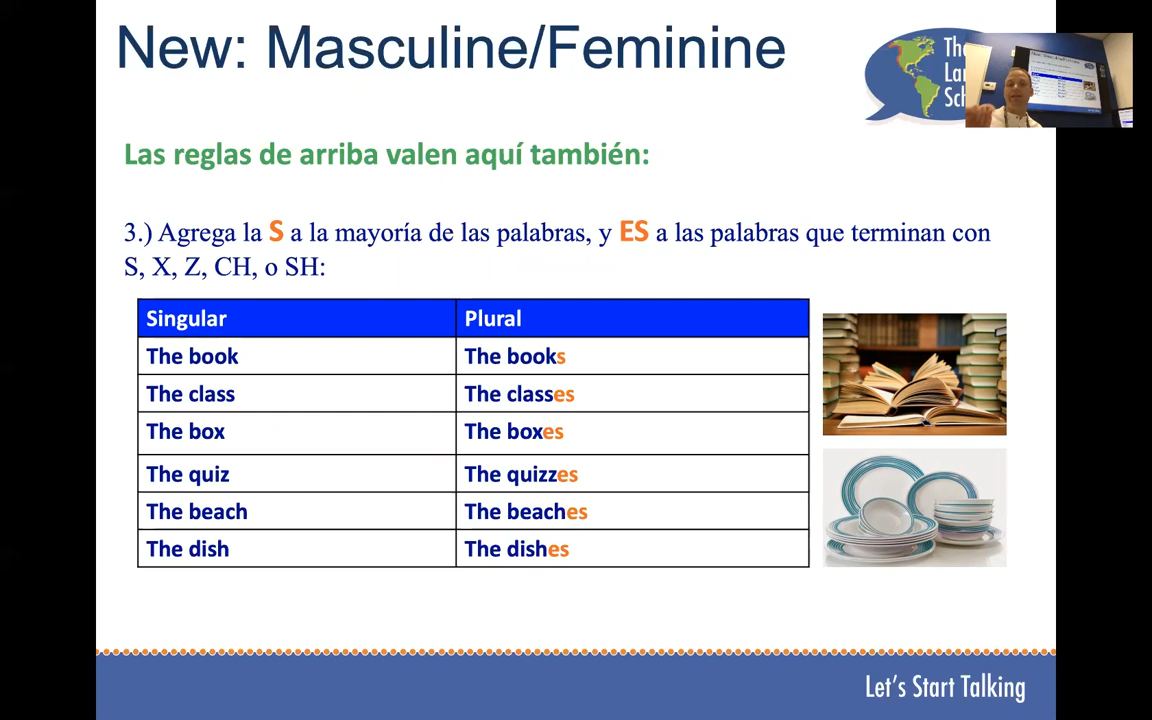 New: Masculine/Feminine
Las reglas de arriba valen aquí también:
3.) Agrega la S a la mayoría de las palabras, y ES a las palabras que terminan con
S, X, Z, CH, o SH:
Singular Plural
The book The books
The class The classes
The box The boxes
The quiz The quizzes
The beach The beaches
The dish The dishes
Let's Start Talking